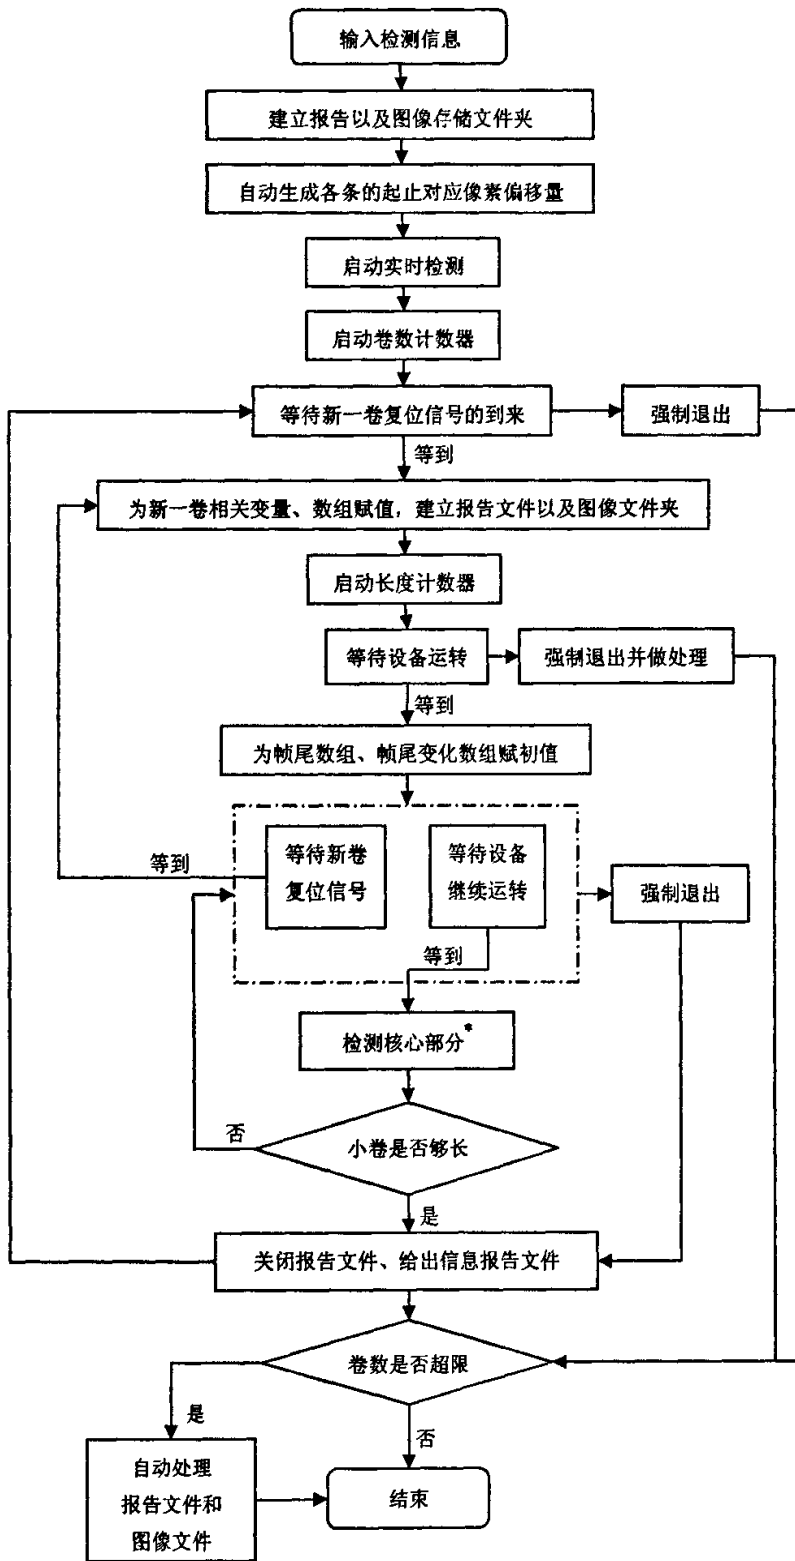 输入检测信息
建立报告以及图像存储文件夹
自动生成各条的起止对应像素偏移量
启动实时检测
启动卷数计数器
等待新一卷复位信号的到来
强制退出
等到
为新一卷相关变量、数组赋值，建立报告文件以及图像文件夹
启动长度计数器
等待设备运转
强制退出并做处理
等到
为帧尾数组、帧尾变化数组赋初值
等到
等待新卷
复位信号
等待设备
继续运转
强制退出
等到
检测核心部分*
否
小卷是否够长
是
关闭报告文件、给出信息报告文件
卷数是否超限
是
否
自动处理
报告文件和
图像文件
结束